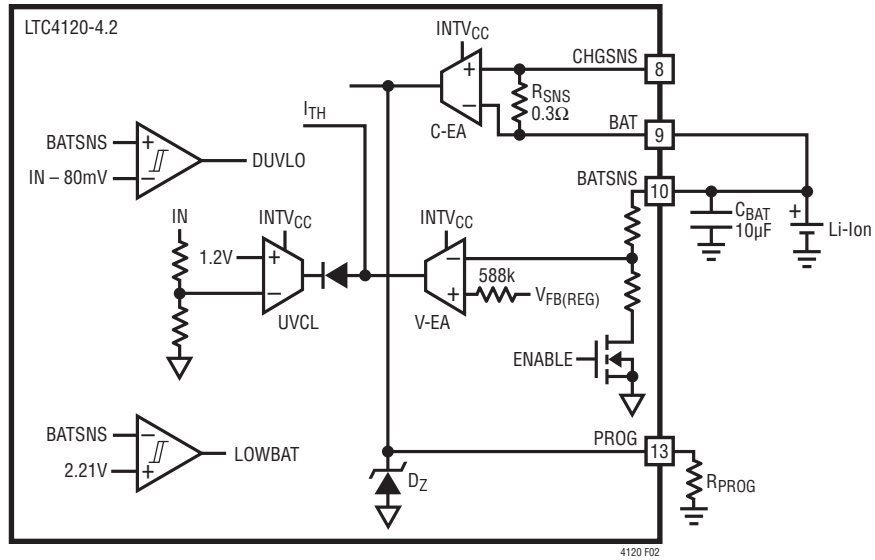 LTC4120-4.2
INTVCC
CHGSNS
8
+
–
RSNS
0.3Ω
C-EA
ITH
BAT
9
BATSNS
+
IN – 80mV
–
DUVLO
BATSNS
10
CBAT
10µF
+
Li-Ion
IN
INTVCC
1.2V
+
–
UVCL
INTVCC
–
+
V-EA
588k
VFB(REG)
ENABLE
BATSNS
–
2.21V
+
LOWBAT
PROG
13
DZ
RPROG
4120 F02